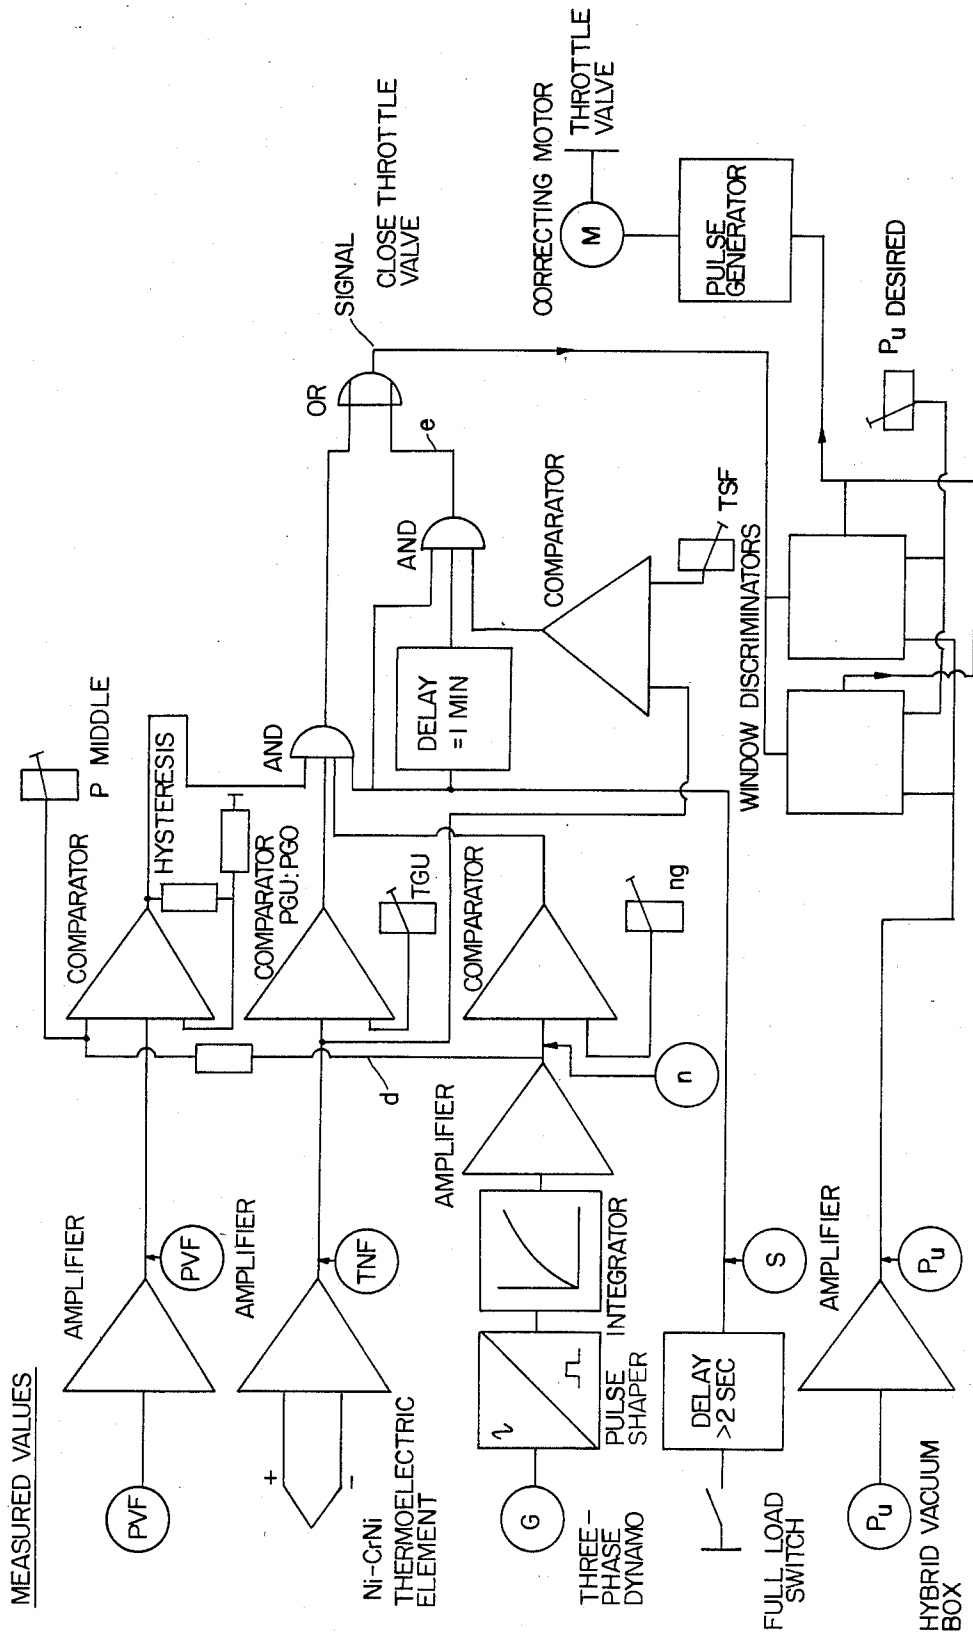 MEASURED VALUES
PVF
AMPLIFIER
PVF
COMPARATOR
P MIDDLE
HYSTERESIS
Ni-CrNi
THERMOELECTRIC
ELEMENT
+
-
AMPLIFIER
TNF
COMPARATOR
PGU:PGO
TGU
AND
d
THREE-
PHASE
DYNAMO
G
PULSE
SHAPER
INTEGRATOR
AMPLIFIER
n
COMPARATOR
ng
DELAY
=1 MIN
AND
COMPARATOR
TSF
e
OR
SIGNAL
CLOSE THROTTLE
VALVE
FULL LOAD
SWITCH
DELAY
>2 SEC
S
HYBRID VACUUM
BOX
Pu
AMPLIFIER
Pu
WINDOW DISCRIMINATORS
Pu DESIRED
PULSE
GENERATOR
CORRECTING MOTOR
M
THROTTLE
VALVE